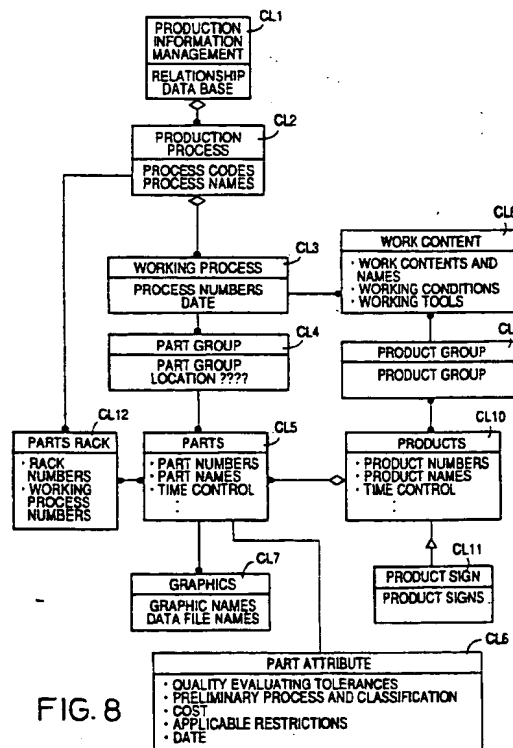 CL1
PRODUCTION
INFORMATION
MANAGEMENT
RELATIONSHIP
DATA BASE
CL2
PRODUCTION
PROCESS
PROCESS CODES
PROCESS NAMES
CL3
WORKING PROCESS
PROCESS NUMBERS
DATE
WORK CONTENT
· WORK CONTENTS AND
NAMES
· WORKING CONDITIONS
· WORKING TOOLS
CL4
PART GROUP
PART GROUP
LOCATION ????
PRODUCT GROUP
PRODUCT GROUP
CL12
PARTS RACK
· RACK
NUMBERS
· WORKING
PROCESS
NUMBERS
CL5
PARTS
· PART NUMBERS
· PART NAMES
· TIME CONTROL
:
CL10
PRODUCTS
· PRODUCT NUMBERS
· PRODUCT NAMES
· TIME CONTROL
:
CL7
GRAPHICS
GRAPHIC NAMES
DATA FILE NAMES
CL11
PRODUCT SIGN
PRODUCT SIGNS
CL6
PART ATTRIBUTE
· QUALITY EVALUATING TOLERANCES
· PRELIMINARY PROCESS AND CLASSIFICATION
· COST
· APPLICABLE RESTRICTIONS
· DATE
FIG. 8